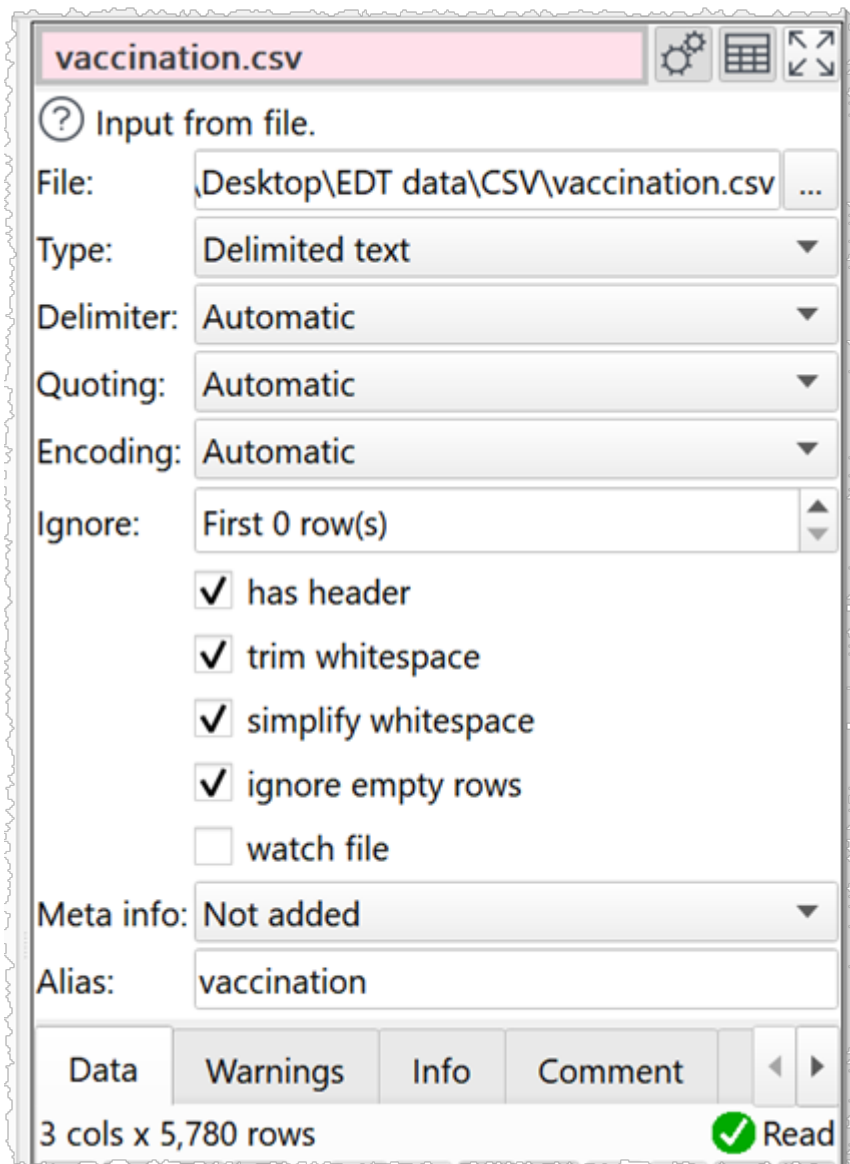 vaccination.csv
? Input from file.
File: \Desktop\EDT data\CSV\vaccination.csv ...
Type: Delimited text
Delimiter: Automatic
Quoting: Automatic
Encoding: Automatic
Ignore: First 0 row(s)
has header
trim whitespace
simplify whitespace
ignore empty rows
watch file
Meta info: Not added
Alias: vaccination
Data Warnings Info Comment
3 cols x 5,780 rows Read